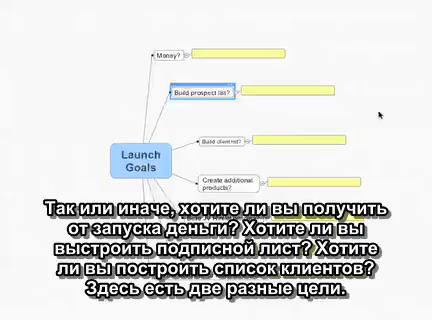 Money?
Build prospect list?
Build client list?
Launch
Goals
Create additional
products?
Так или иначе, хотите ли вы получить
от запуска деньги? Хотите ли вы
выстроить подписной лист? Хотите
ли вы построить список клиентов?
Здесь есть две разные цели.